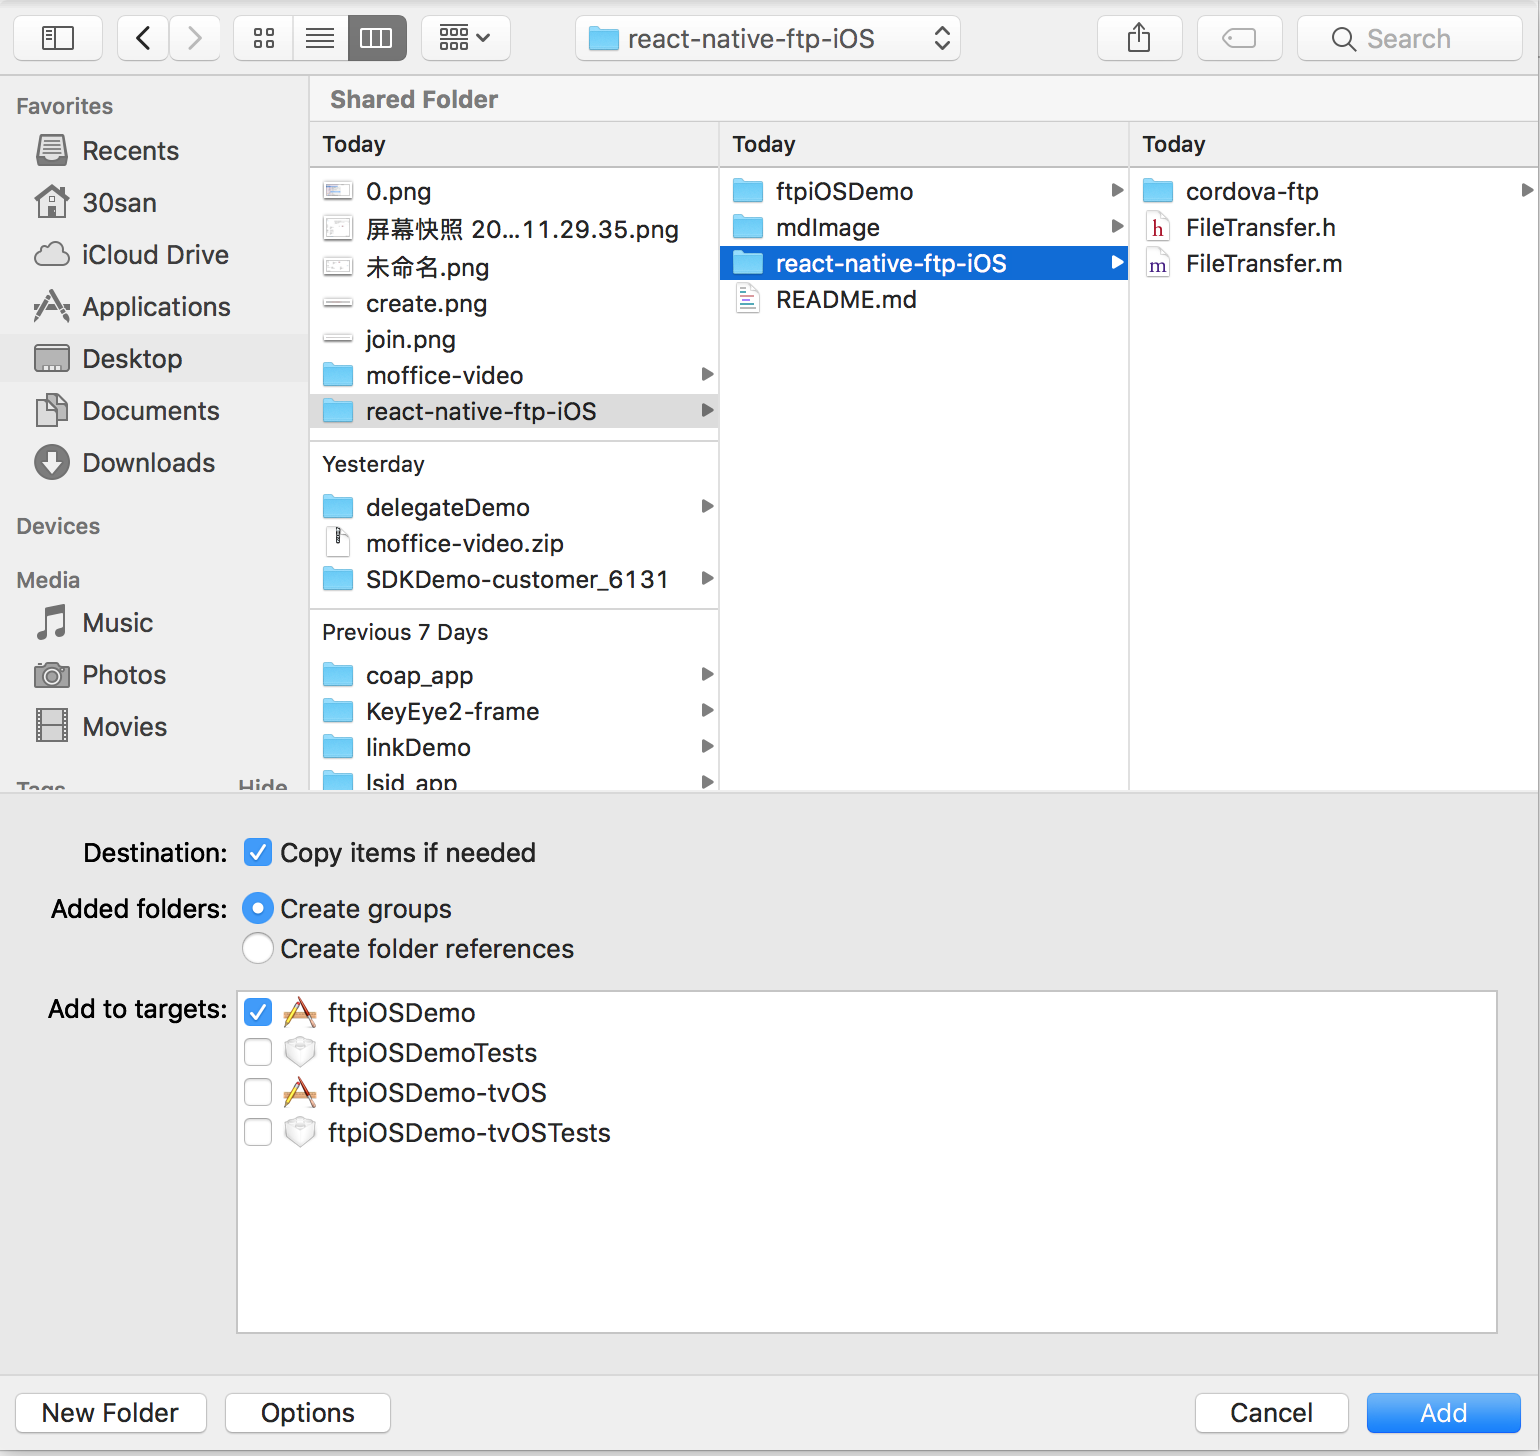 react-native-ftp-iOS
Search
Favorites
Recents
30san
iCloud Drive
Applications
Desktop
Documents
Downloads
Devices
Media
Music
Photos
Movies
Tags
Hide
Shared Folder
Today
0.png
屏幕快照 20...11.29.35.png
未命名.png
create.png
join.png
moffice-video
react-native-ftp-iOS
Yesterday
delegateDemo
moffice-video.zip
SDKDemo-customer_6131
Previous 7 Days
coap_app
KeyEye2-frame
linkDemo
lsid_app
Today
ftpiOSDemo
mdImage
react-native-ftp-iOS
README.md
Today
cordova-ftp
h FileTransfer.h
m FileTransfer.m
Destination: Copy items if needed
Added folders: Create groups
Create folder references
Add to targets: ftpiOSDemo
ftpiOSDemoTests
ftpiOSDemo-tvOS
ftpiOSDemo-tvOSTests
New Folder
Options
Cancel
Add